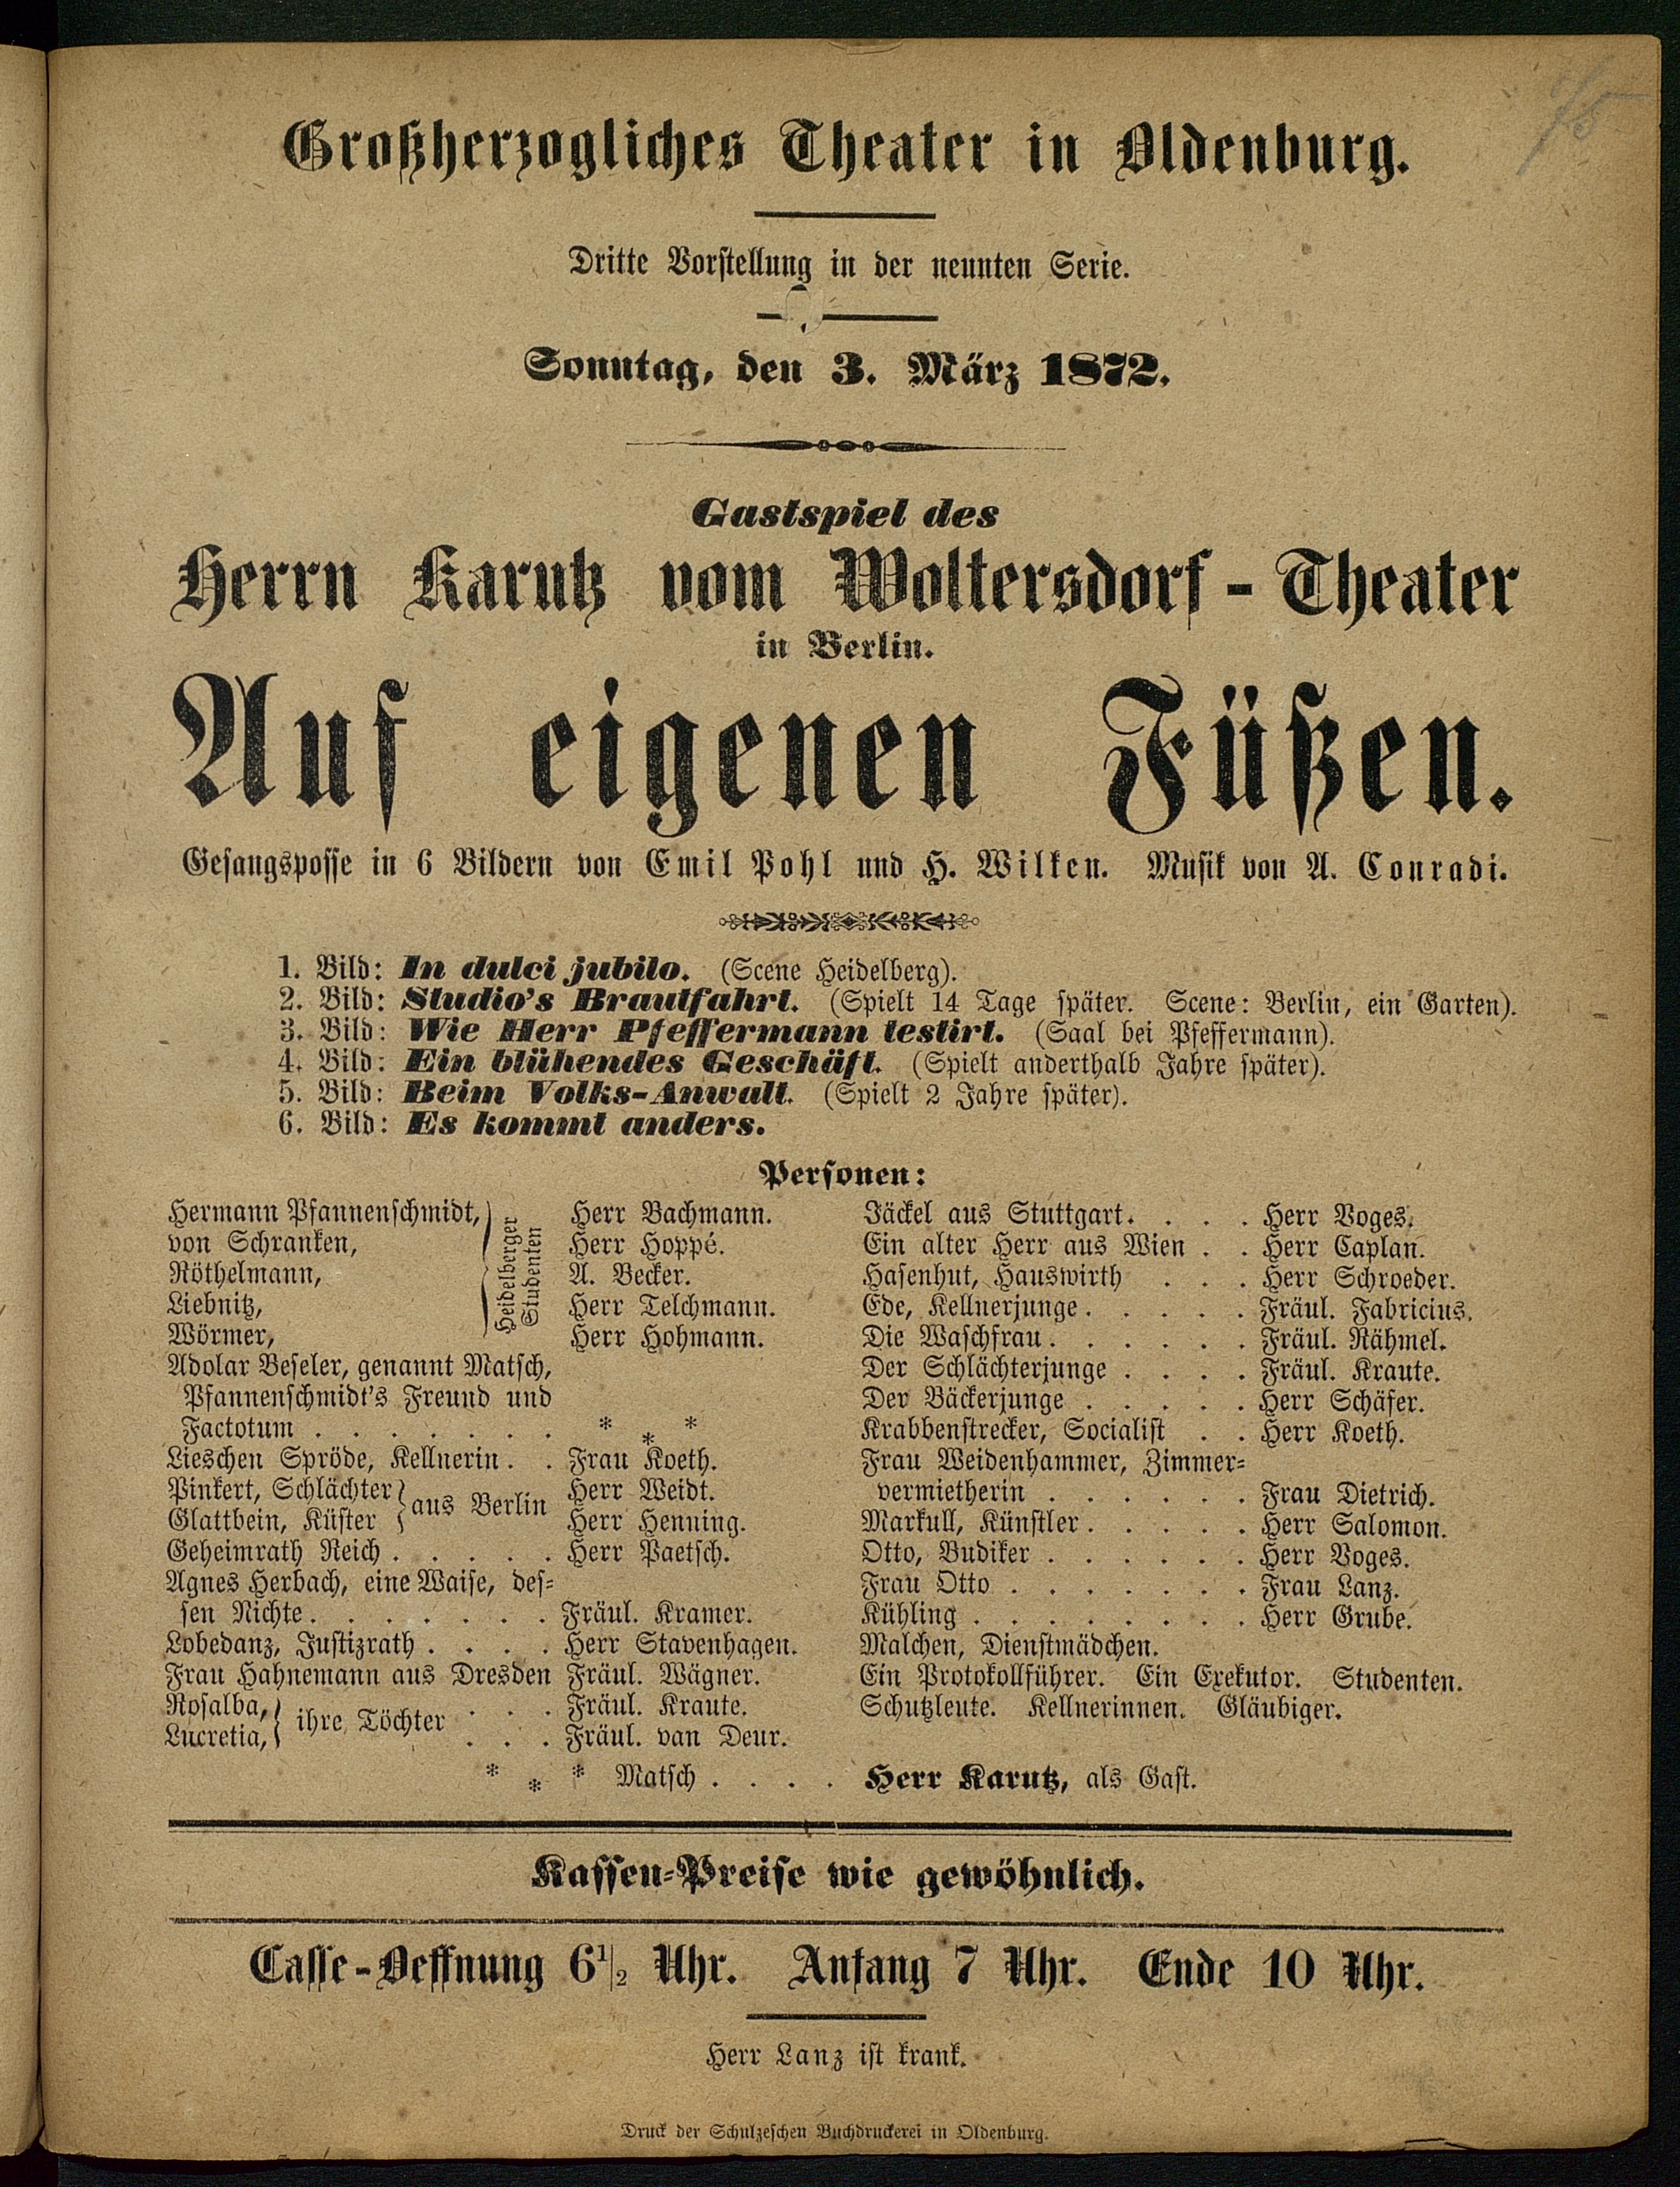 75
Großherzogliches Theater in Oldenburg.
Dritte Vorstellung in der neunten Serie.
Sonntag, den 3. März 1872.
Gastspiel des
Herrn Karutz vom Woltersdorf-Theater
in Berlin.
Auf eigenen Füßen.
Gesangsposse in 6 Bildern von Emil Pohl und H. Wilken. Musik von A. Conradi.
1. Bild: In dulci jubilo. (Scene Heidelberg).
2. Bild: Studio's Brautfahrt. (Spielt 14 Tage später. Scene: Berlin, ein Garten).
3. Bild: Wie Herr Pfeffermann testirt. (Saal bei Pfeffermann).
4. Bild: Ein blühendes Geschäft. (Spielt anderthalb Jahre später).
5. Bild: Beim Volks-Anwalt. (Spielt 2 Jahre später).
6. Bild: Es kommt anders.
Personen:
Hermann Pfannenschmidt, Herr Bachmann.
von Schranken, Herr Hoppé.
Röthelmann, A. Becker.
Liebnitz, Herr Telchmann.
Wörmer, Herr Hohmann.
Heidelberger
Studenten
Adolar Beseler, genannt Matsch,
Pfannenschmidt's Freund und
Factotum . . . . . . . * * *
Lieschen Spröde, Kellnerin . . Frau Koeth.
Pinkert, Schlächter } aus Berlin Herr Weidt.
Glattbein, Küster Herr Henning.
Geheimrath Reich . . . . . Herr Paetsch.
Agnes Herbach, eine Waise, des-
sen Nichte . . . . . . . Fräul. Kramer.
Lobedanz, Justizrath . . . . Herr Stavenhagen.
Frau Hahnemann aus Dresden Fräul. Wägner.
Rosalba, } ihre Töchter . . . Fräul. Kraute.
Lucretia, . . . Fräul. van Deur.
Jäckel aus Stuttgart . . . . Herr Voges.
Ein alter Herr aus Wien . . Herr Caplan.
Hasenhut, Hauswirth . . . Herr Schroeder.
Ede, Kellnerjunge . . . . . Fräul. Fabricius.
Die Waschfrau . . . . . . Fräul. Rähmel.
Der Schlächterjunge . . . . Fräul. Kraute.
Der Bäckerjunge . . . . . Herr Schäfer.
Krabbenstrecker, Socialist . . Herr Koeth.
Frau Weidenhammer, Zimmer-
vermietherin . . . . . . Frau Dietrich.
Markull, Künstler . . . . . Herr Salomon.
Otto, Budiker . . . . . . Herr Voges.
Frau Otto . . . . . . . Frau Lanz.
Kühling . . . . . . . . Herr Grube.
Malchen, Dienstmädchen.
Ein Protokollführer. Ein Exekutor. Studenten.
Schutzleute. Kellnerinnen. Gläubiger.
* * * Matsch . . . . Herr Karutz, als Gast.
Kassen-Preise wie gewöhnlich.
Casse-Oeffnung 6 1/2 Uhr. Anfang 7 Uhr. Ende 10 Uhr.
Herr Lanz ist krank.
Druck der Schulzeschen Buchdruckerei in Oldenburg.